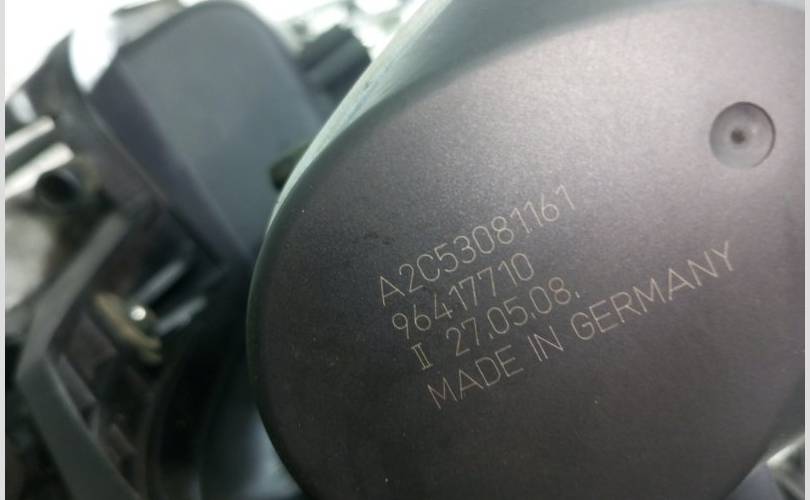 A2C53081161
96417710
II 27.05.08.
MADE IN GERMANY